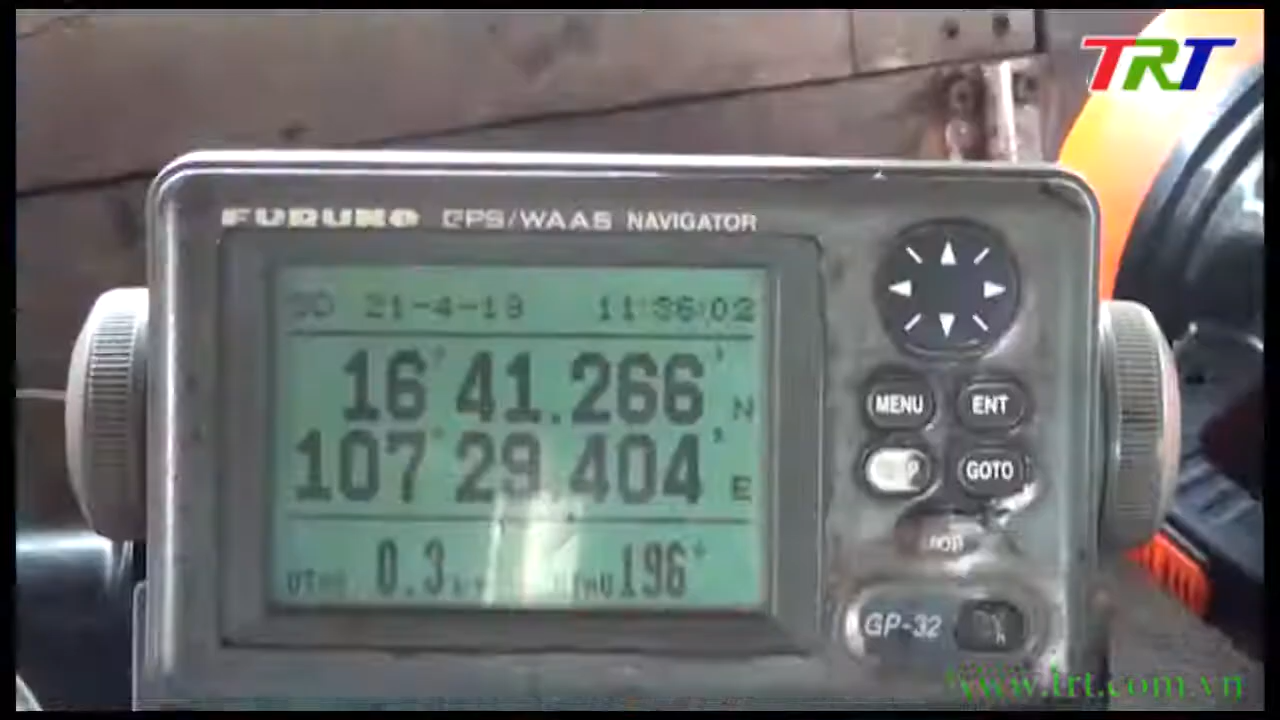 TRT
FURUNO GPS/WAAS NAVIGATOR
3D 21-4-19 11:36:02
16°41.266' N
107°29.404' E
0.3 196°
MENU ENT
GOTO
GP-32
www.trt.com.vn